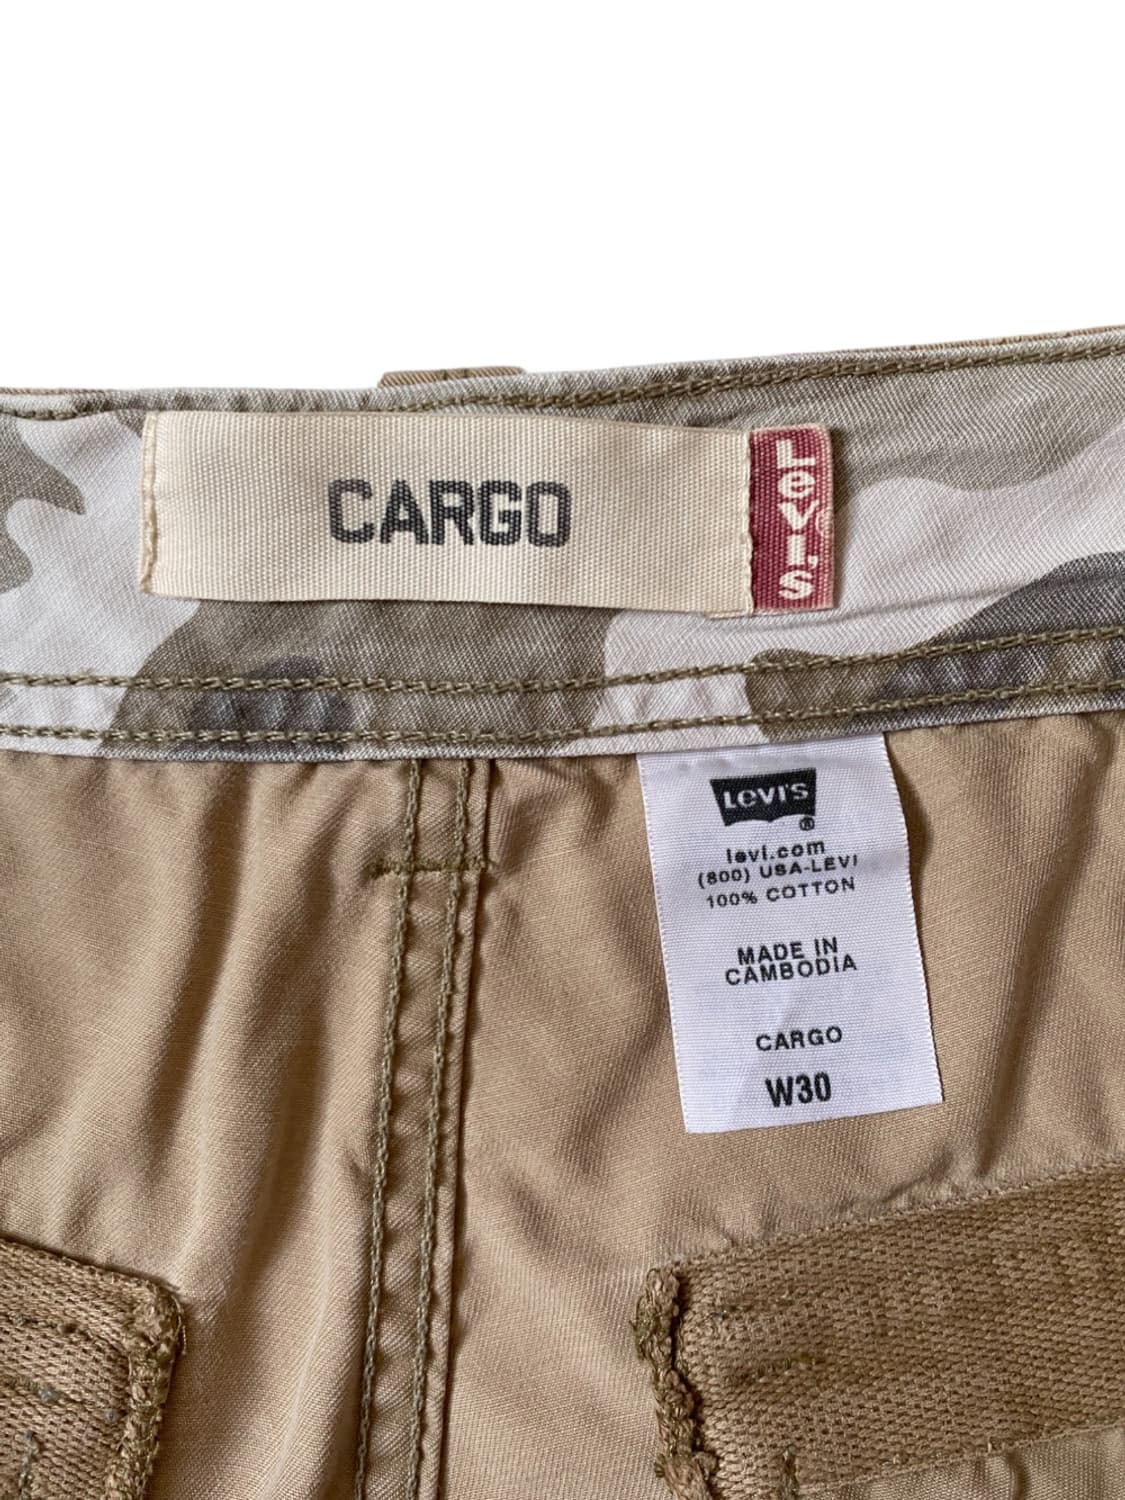 CARGO
Levi's
LEVI'S
®
levi.com
(800) USA-LEVI
100% COTTON
MADE IN
CAMBODIA
CARGO
W30